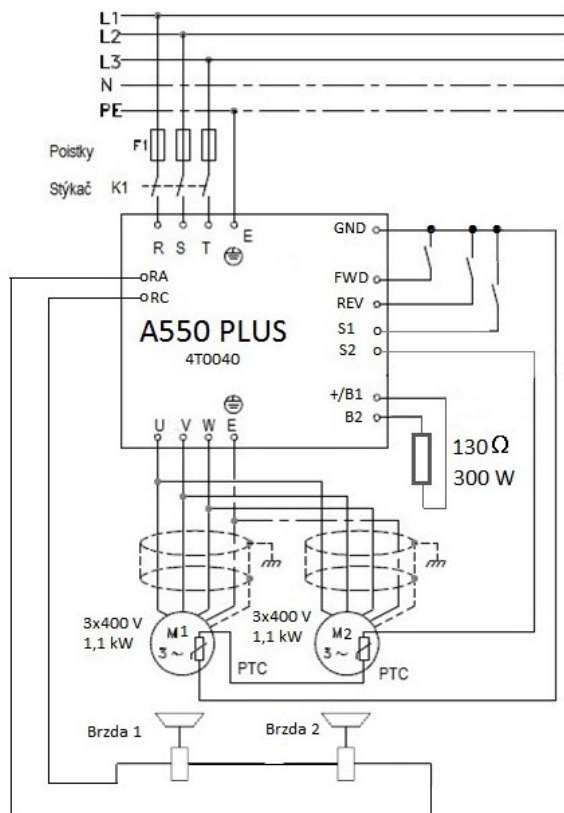 L1
L2
L3
N
PE
Poistky
F1
Stýkač K1
R S T E
GND
FWD
REV
S1
S2
+/B1
B2
RA
RC
A550 PLUS
4T0040
U V W E
130 Ω
300 W
3x400 V
1,1 kW
M1
3 ~
PTC
3x400 V
1,1 kW
M2
3 ~
PTC
Brzda 1
Brzda 2